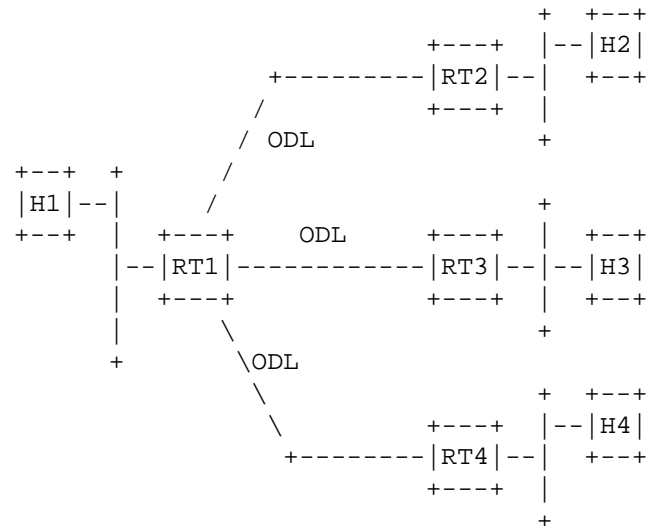 +   +--+
                                 +---+   |--|H2|
                  +----------|RT2|--|   +--+
                 /               +---+   |
                / ODL                    +
+--+  +        /
|H1|--|       /                          +
+--+  |   +---+     ODL      +---+   |   +--+
      |--|RT1|-------------|RT3|--|--|H3|
      |   +---+              +---+   |   +--+
      |        \                         +
      +         \ODL
                 \                       +   +--+
                  \              +---+   |--|H4|
                   +---------|RT4|--|   +--+
                                 +---+   |
                                           +